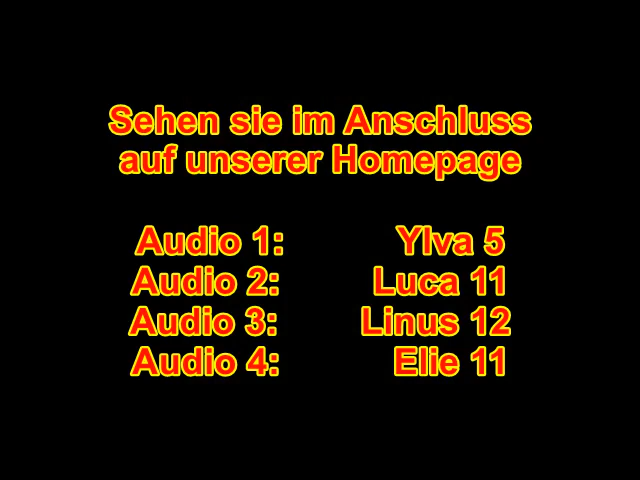 Sehen sie im Anschluss
auf unserer Homepage
Audio 1: Ylva 5
Audio 2: Luca 11
Audio 3: Linus 12
Audio 4: Elie 11